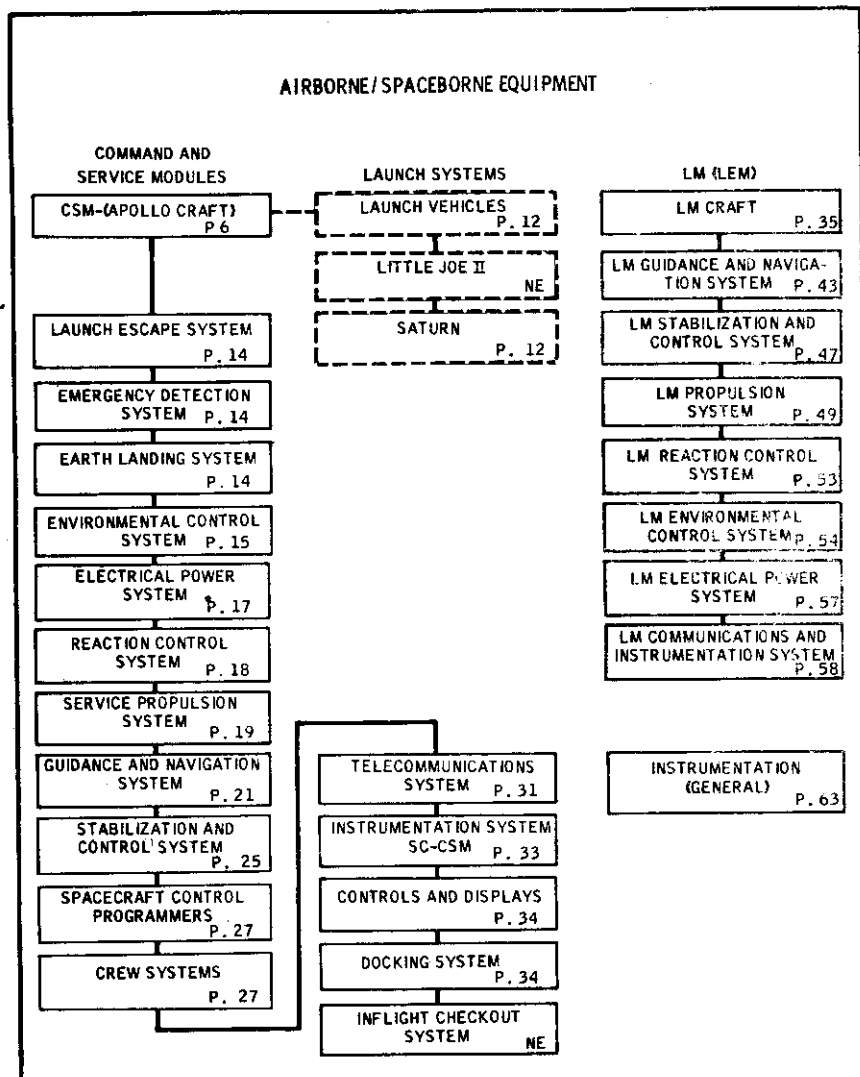 AIRBORNE/SPACEBORNE EQUIPMENT
COMMAND AND
SERVICE MODULES
CSM-(APOLLO CRAFT)
P 6
LAUNCH ESCAPE SYSTEM
P. 14
EMERGENCY DETECTION
SYSTEM P. 14
EARTH LANDING SYSTEM
P. 14
ENVIRONMENTAL CONTROL
SYSTEM P. 15
ELECTRICAL POWER
SYSTEM P. 17
REACTION CONTROL
SYSTEM P. 18
SERVICE PROPULSION
SYSTEM P. 19
GUIDANCE AND NAVIGATION
SYSTEM P. 21
STABILIZATION AND
CONTROL SYSTEM
P. 25
SPACECRAFT CONTROL
PROGRAMMERS
P. 27
CREW SYSTEMS
P. 27
LAUNCH SYSTEMS
LAUNCH VEHICLES
P. 12
LITTLE JOE II
NE
SATURN
P. 12
TELECOMMUNICATIONS
SYSTEM P. 31
INSTRUMENTATION SYSTEM
SC-CSM P. 33
CONTROLS AND DISPLAYS
P. 34
DOCKING SYSTEM
P. 34
INFLIGHT CHECKOUT
SYSTEM NE
LM (LEM)
LM CRAFT
P. 35
LM GUIDANCE AND NAVIGA-
TION SYSTEM P. 43
LM STABILIZATION AND
CONTROL SYSTEM
P. 47
LM PROPULSION
SYSTEM P. 49
LM REACTION CONTROL
SYSTEM P. 53
LM ENVIRONMENTAL
CONTROL SYSTEM P. 54
LM ELECTRICAL POWER
SYSTEM P. 57
LM COMMUNICATIONS AND
INSTRUMENTATION SYSTEM
P. 58
INSTRUMENTATION
(GENERAL) P. 63